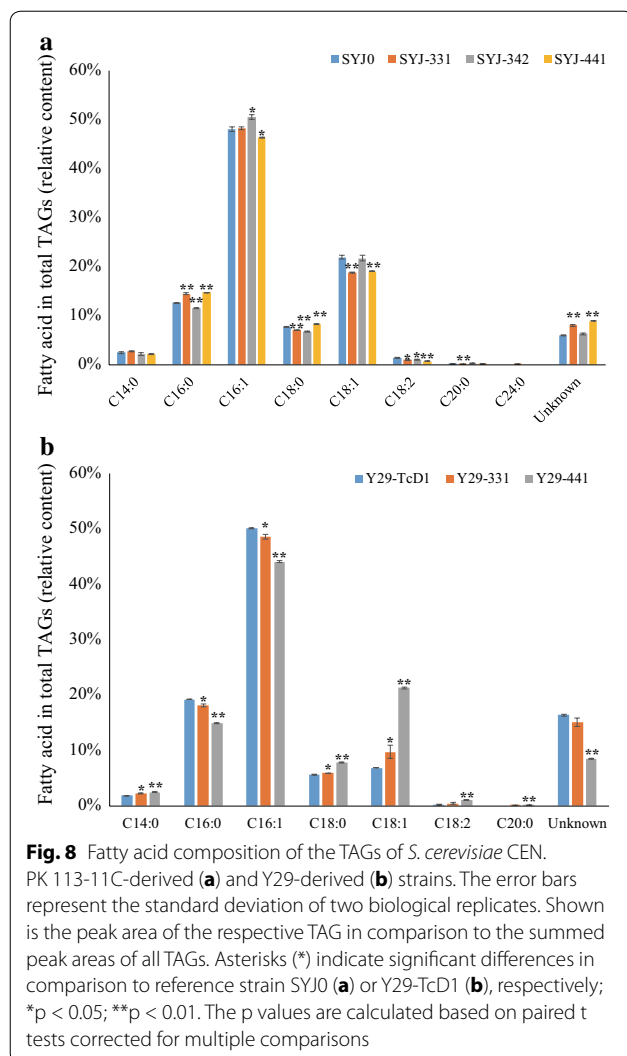 a
SYJ0 SYJ-331 SYJ-342 SYJ-441
Fatty acid in total TAGs (relative content)
60%
50%
40%
30%
20%
10%
0%
*
*
** ** **
** ** **
** **
* * **
**
** **
C14:0 C16:0 C16:1 C18:0 C18:1 C18:2 C20:0 C24:0 Unknown
b
Y29-TcD1 Y29-331 Y29-441
Fatty acid in total TAGs (relative content)
60%
50%
40%
30%
20%
10%
0%
* **
* **
* **
* **
* **
**
**
**
C14:0 C16:0 C16:1 C18:0 C18:1 C18:2 C20:0 Unknown
Fig. 8 Fatty acid composition of the TAGs of S. cerevisiae CEN.
PK 113-11C-derived (a) and Y29-derived (b) strains. The error bars
represent the standard deviation of two biological replicates. Shown
is the peak area of the respective TAG in comparison to the summed
peak areas of all TAGs. Asterisks (*) indicate significant differences in
comparison to reference strain SYJ0 (a) or Y29-TcD1 (b), respectively;
*p < 0.05; **p < 0.01. The p values are calculated based on paired t
tests corrected for multiple comparisons